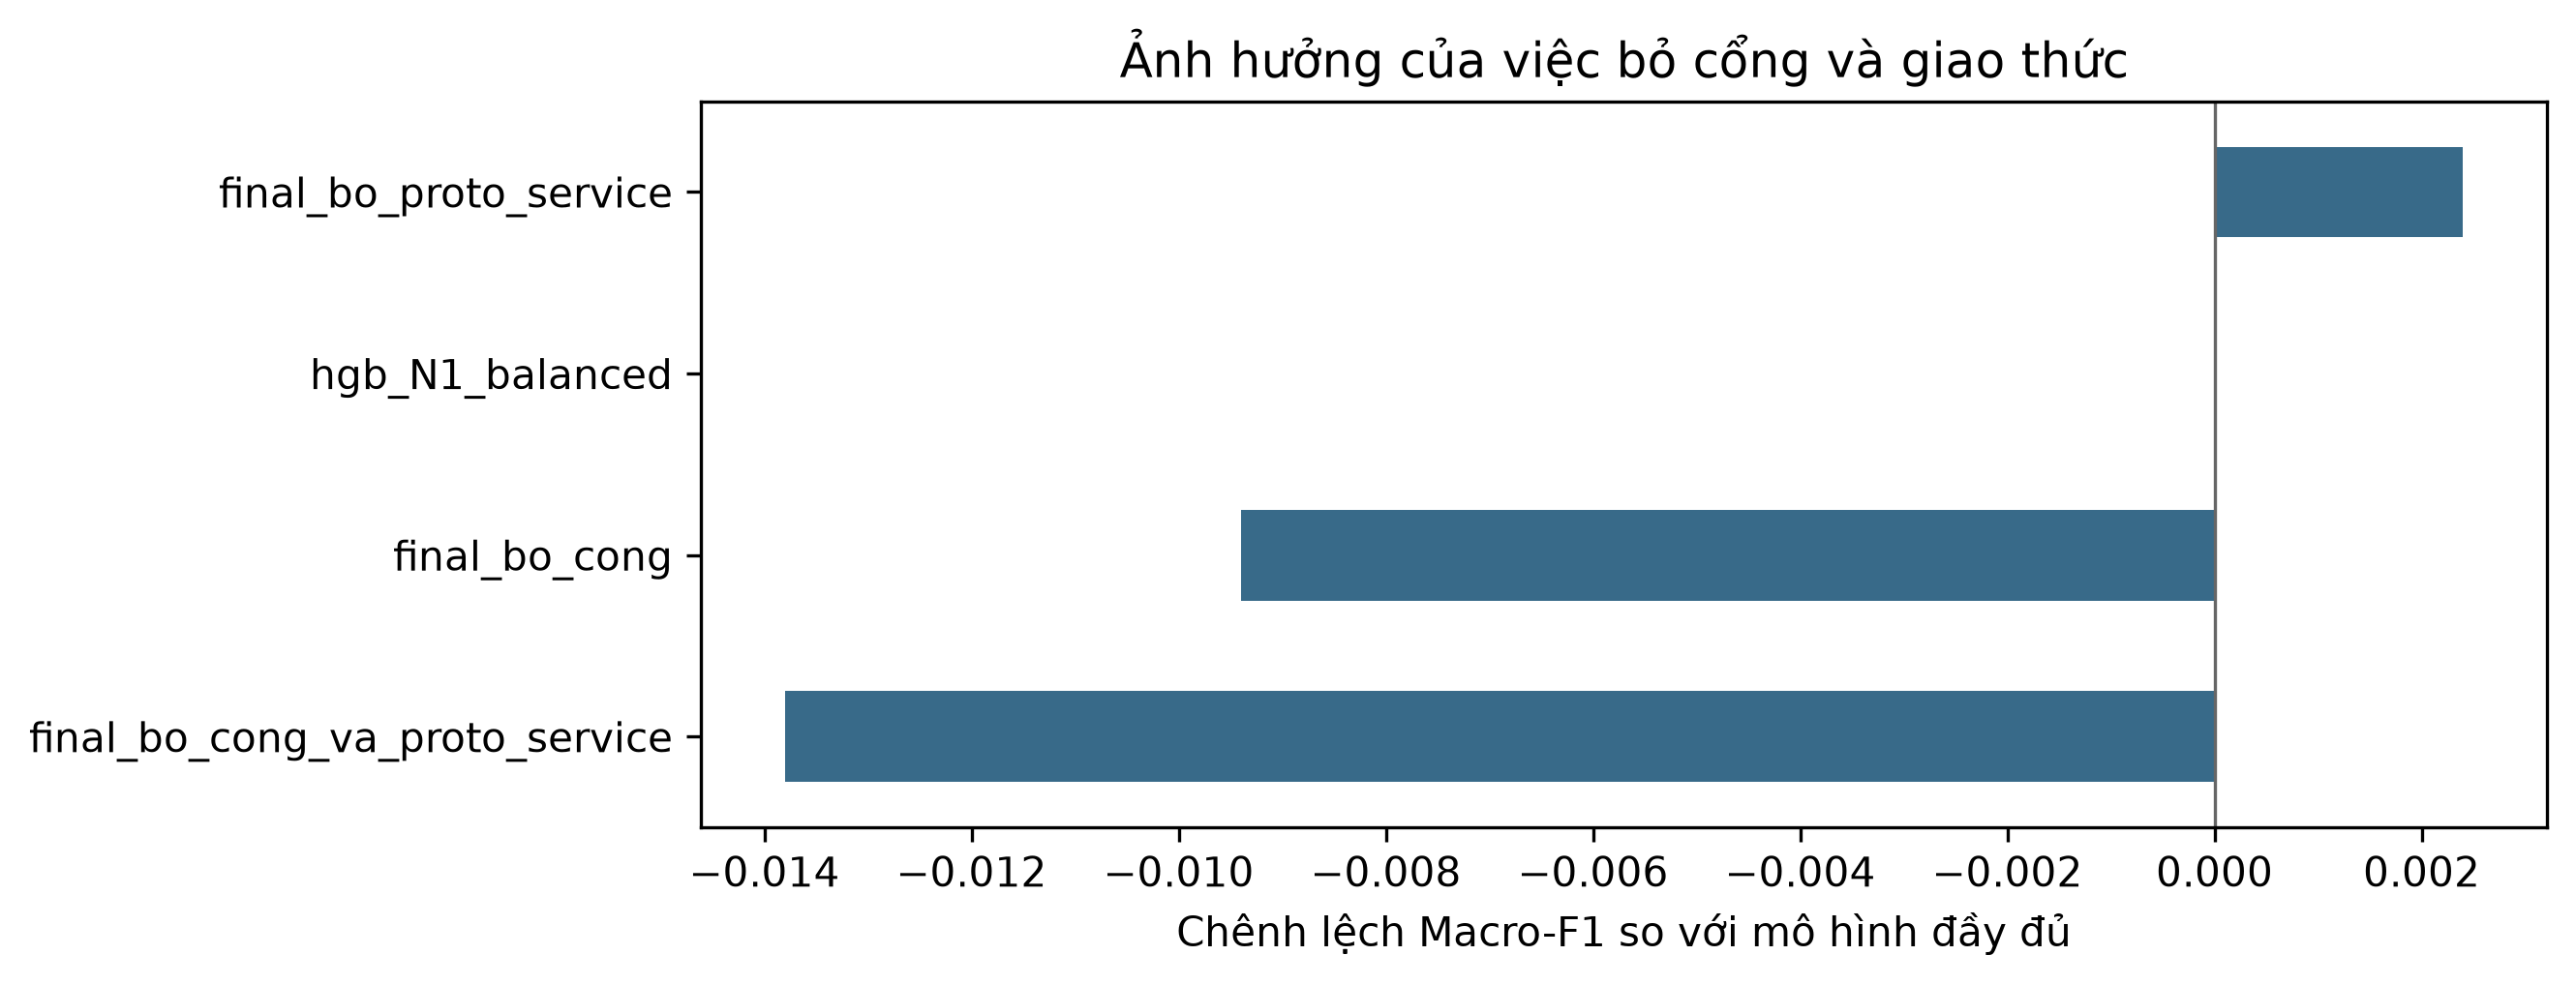 Ảnh hưởng của việc bỏ cổng và giao thức
final_bo_proto_service
hgb_N1_balanced
final_bo_cong
final_bo_cong_va_proto_service
−0.014 −0.012 −0.010 −0.008 −0.006 −0.004 −0.002 0.000 0.002
Chênh lệch Macro-F1 so với mô hình đầy đủ